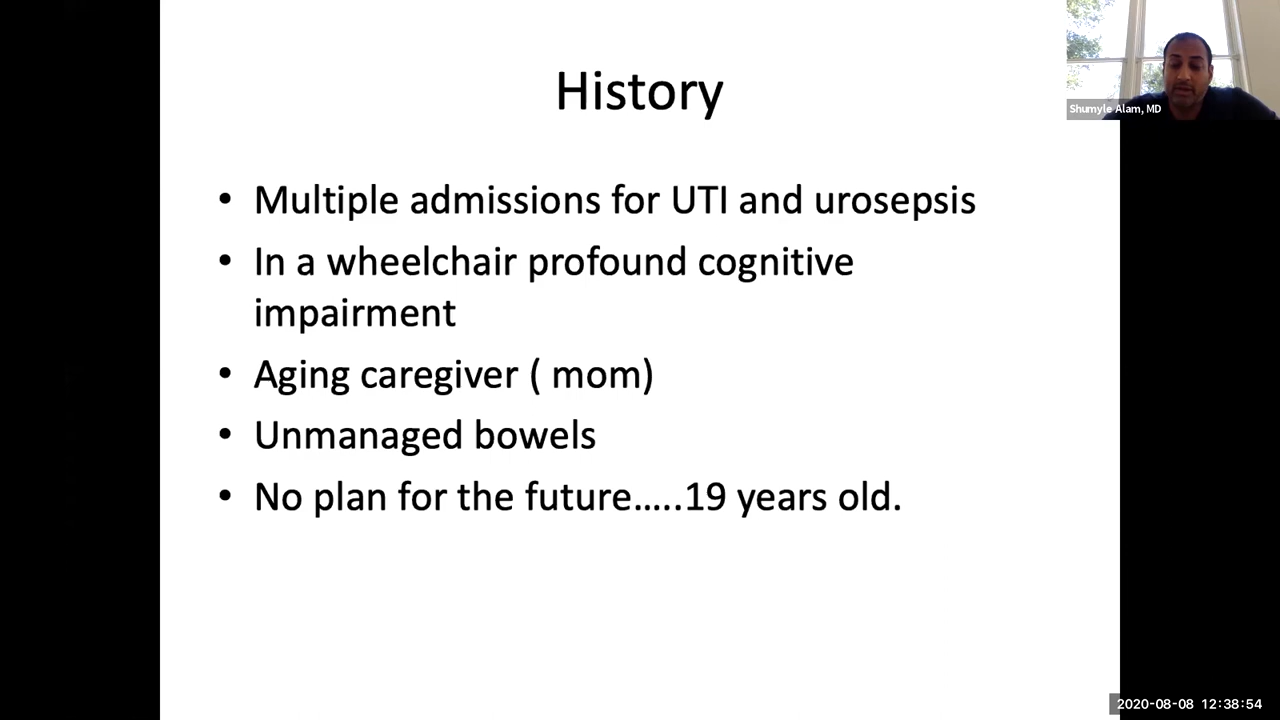 History
Shumyle Alam, MD
• Multiple admissions for UTI and urosepsis
• In a wheelchair profound cognitive
impairment
• Aging caregiver ( mom)
• Unmanaged bowels
• No plan for the future.....19 years old.
2020-08-08 12:38:54